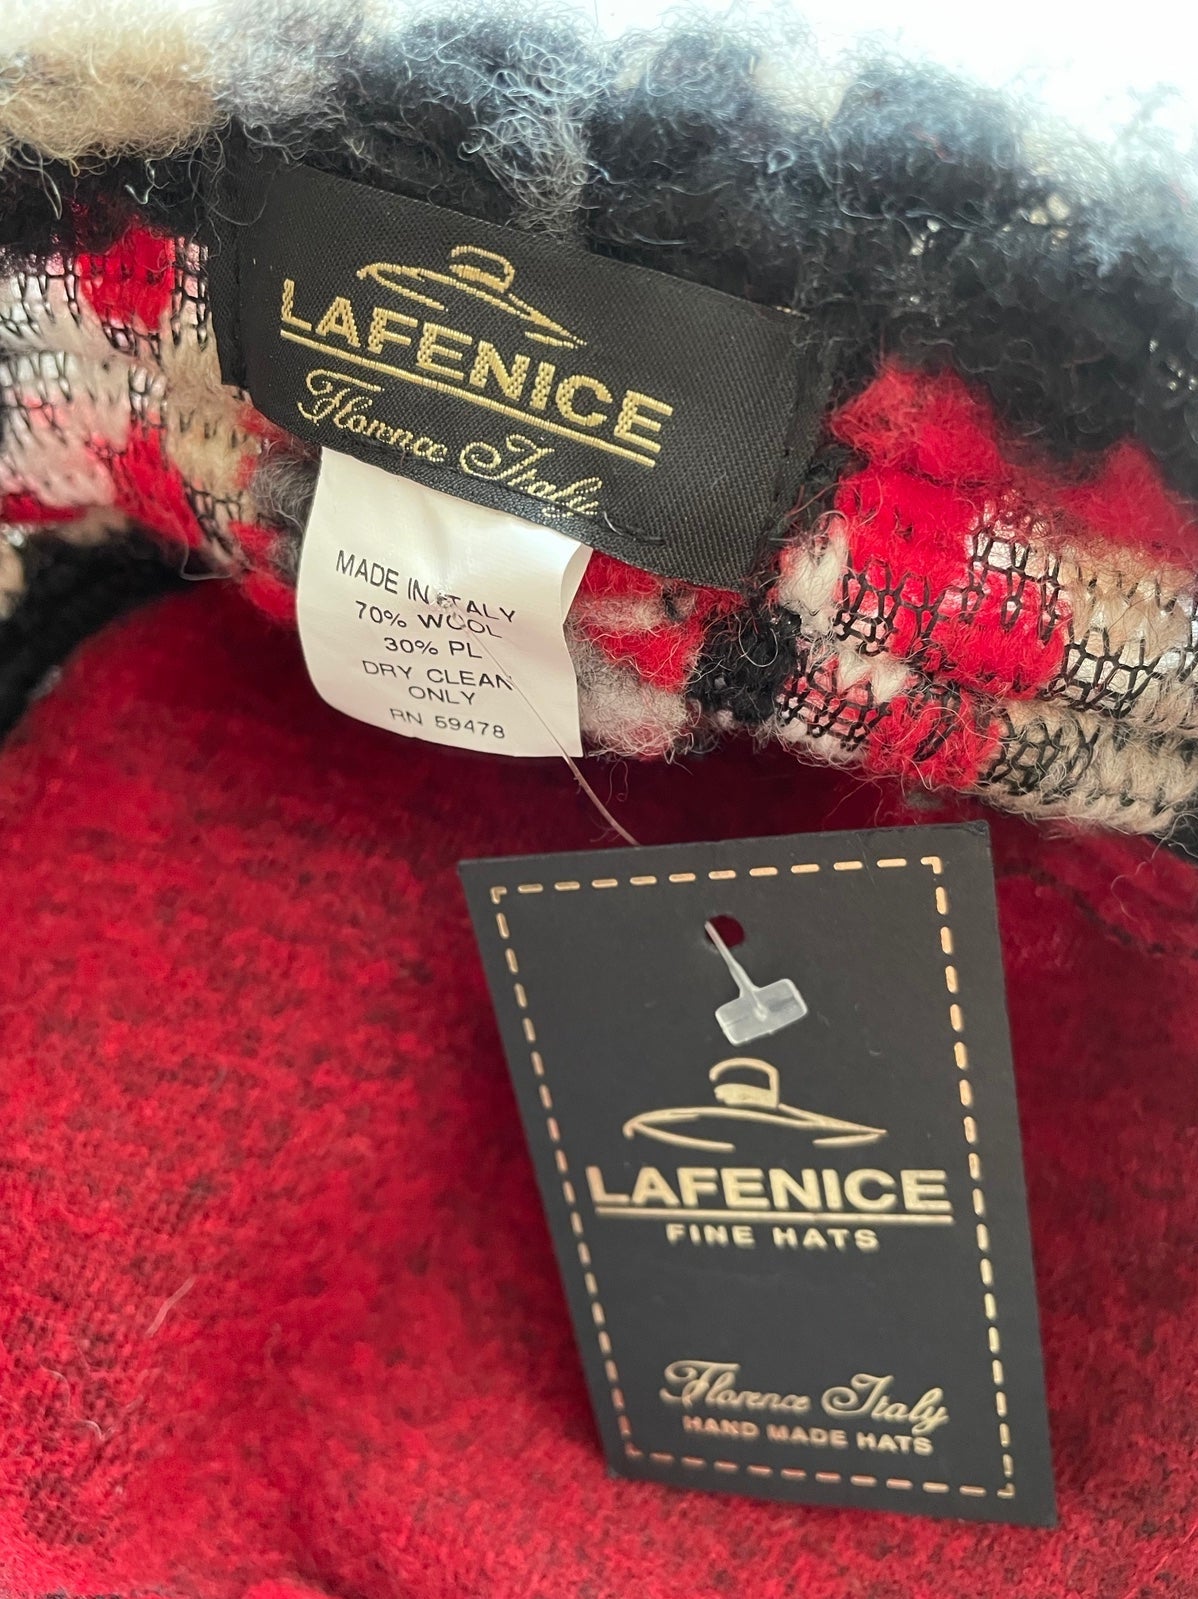 LAFENICE
Florence Italy
MADE IN ITALY
70% WOOL
30% PL
DRY CLEAN
ONLY
RN 59478
LAFENICE
FINE HATS
Florence Italy
HAND MADE HATS